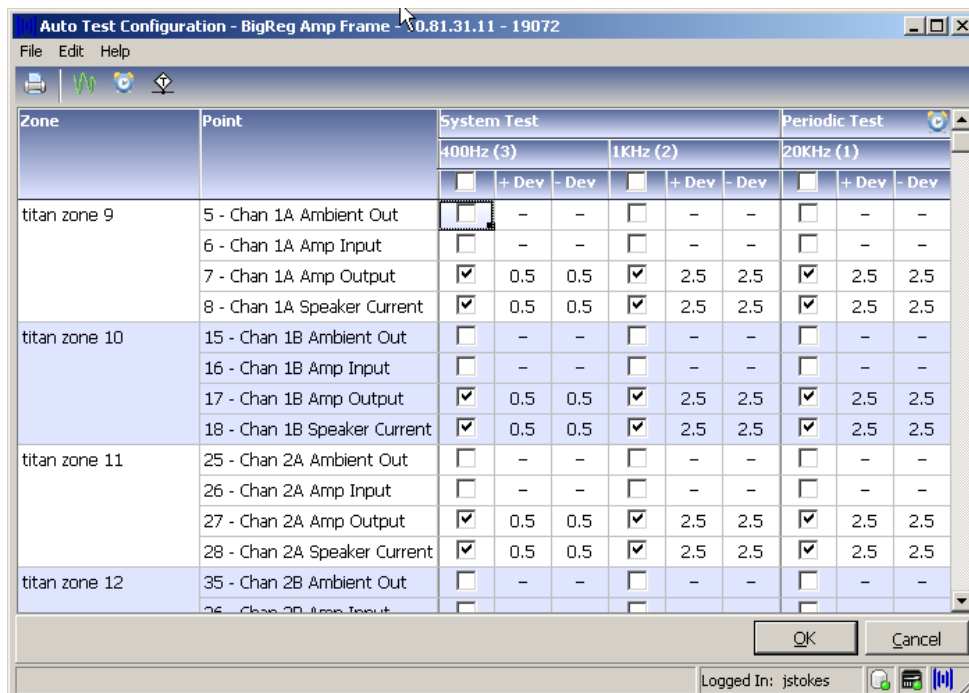 Auto Test Configuration - BigReg Amp Frame - 10.81.31.11 - 19072
File Edit Help
Zone Point System Test Periodic Test
400Hz (3) 1KHz (2) 20KHz (1)
+ Dev - Dev + Dev - Dev + Dev - Dev
titan zone 9 5 - Chan 1A Ambient Out - - - - - -
6 - Chan 1A Amp Input - - - - - -
7 - Chan 1A Amp Output 0.5 0.5 2.5 2.5 2.5 2.5
8 - Chan 1A Speaker Current 0.5 0.5 2.5 2.5 2.5 2.5
titan zone 10 15 - Chan 1B Ambient Out - - - - - -
16 - Chan 1B Amp Input - - - - - -
17 - Chan 1B Amp Output 0.5 0.5 2.5 2.5 2.5 2.5
18 - Chan 1B Speaker Current 0.5 0.5 2.5 2.5 2.5 2.5
titan zone 11 25 - Chan 2A Ambient Out - - - - - -
26 - Chan 2A Amp Input - - - - - -
27 - Chan 2A Amp Output 0.5 0.5 2.5 2.5 2.5 2.5
28 - Chan 2A Speaker Current 0.5 0.5 2.5 2.5 2.5 2.5
titan zone 12 35 - Chan 2B Ambient Out - - - - - -
36 - Chan 2B Amp Input
OK Cancel
Logged In: jstokes